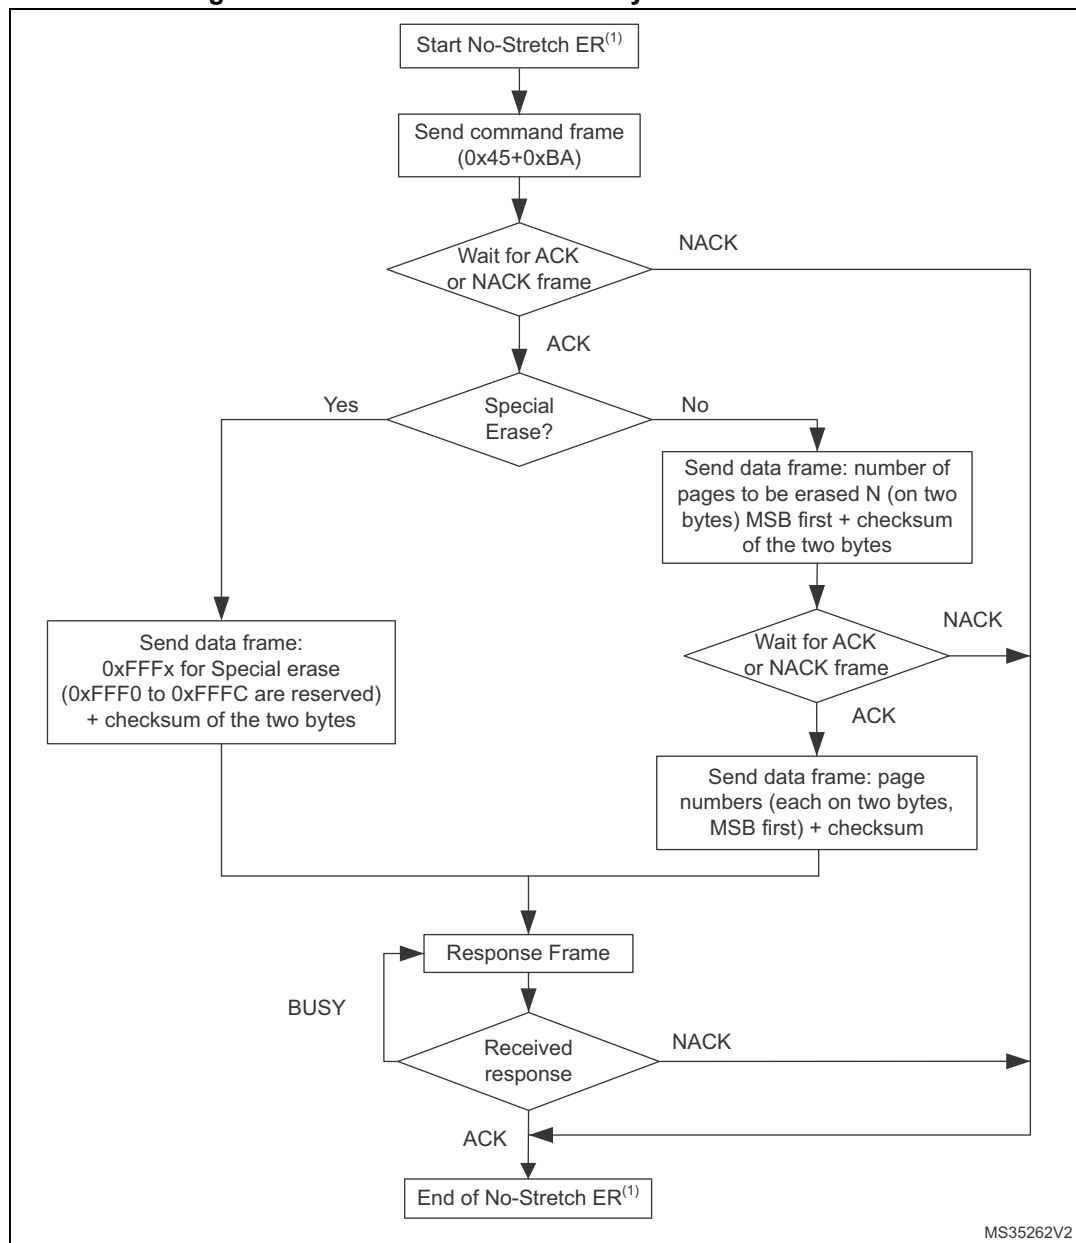 Start No-Stretch ER(1)
Send command frame
(0x45+0xBA)
NACK
Wait for ACK
or NACK frame
ACK
Yes
Special
Erase?
No
Send data frame: number of
pages to be erased N (on two
bytes) MSB first + checksum
of the two bytes
NACK
Wait for ACK
or NACK frame
Send data frame:
0xFFFx for Special erase
(0xFFF0 to 0xFFFC are reserved)
+ checksum of the two bytes
ACK
Send data frame: page
numbers (each on two bytes,
MSB first) + checksum
Response Frame
BUSY
Received
response
NACK
ACK
End of No-Stretch ER(1)
MS35262V2